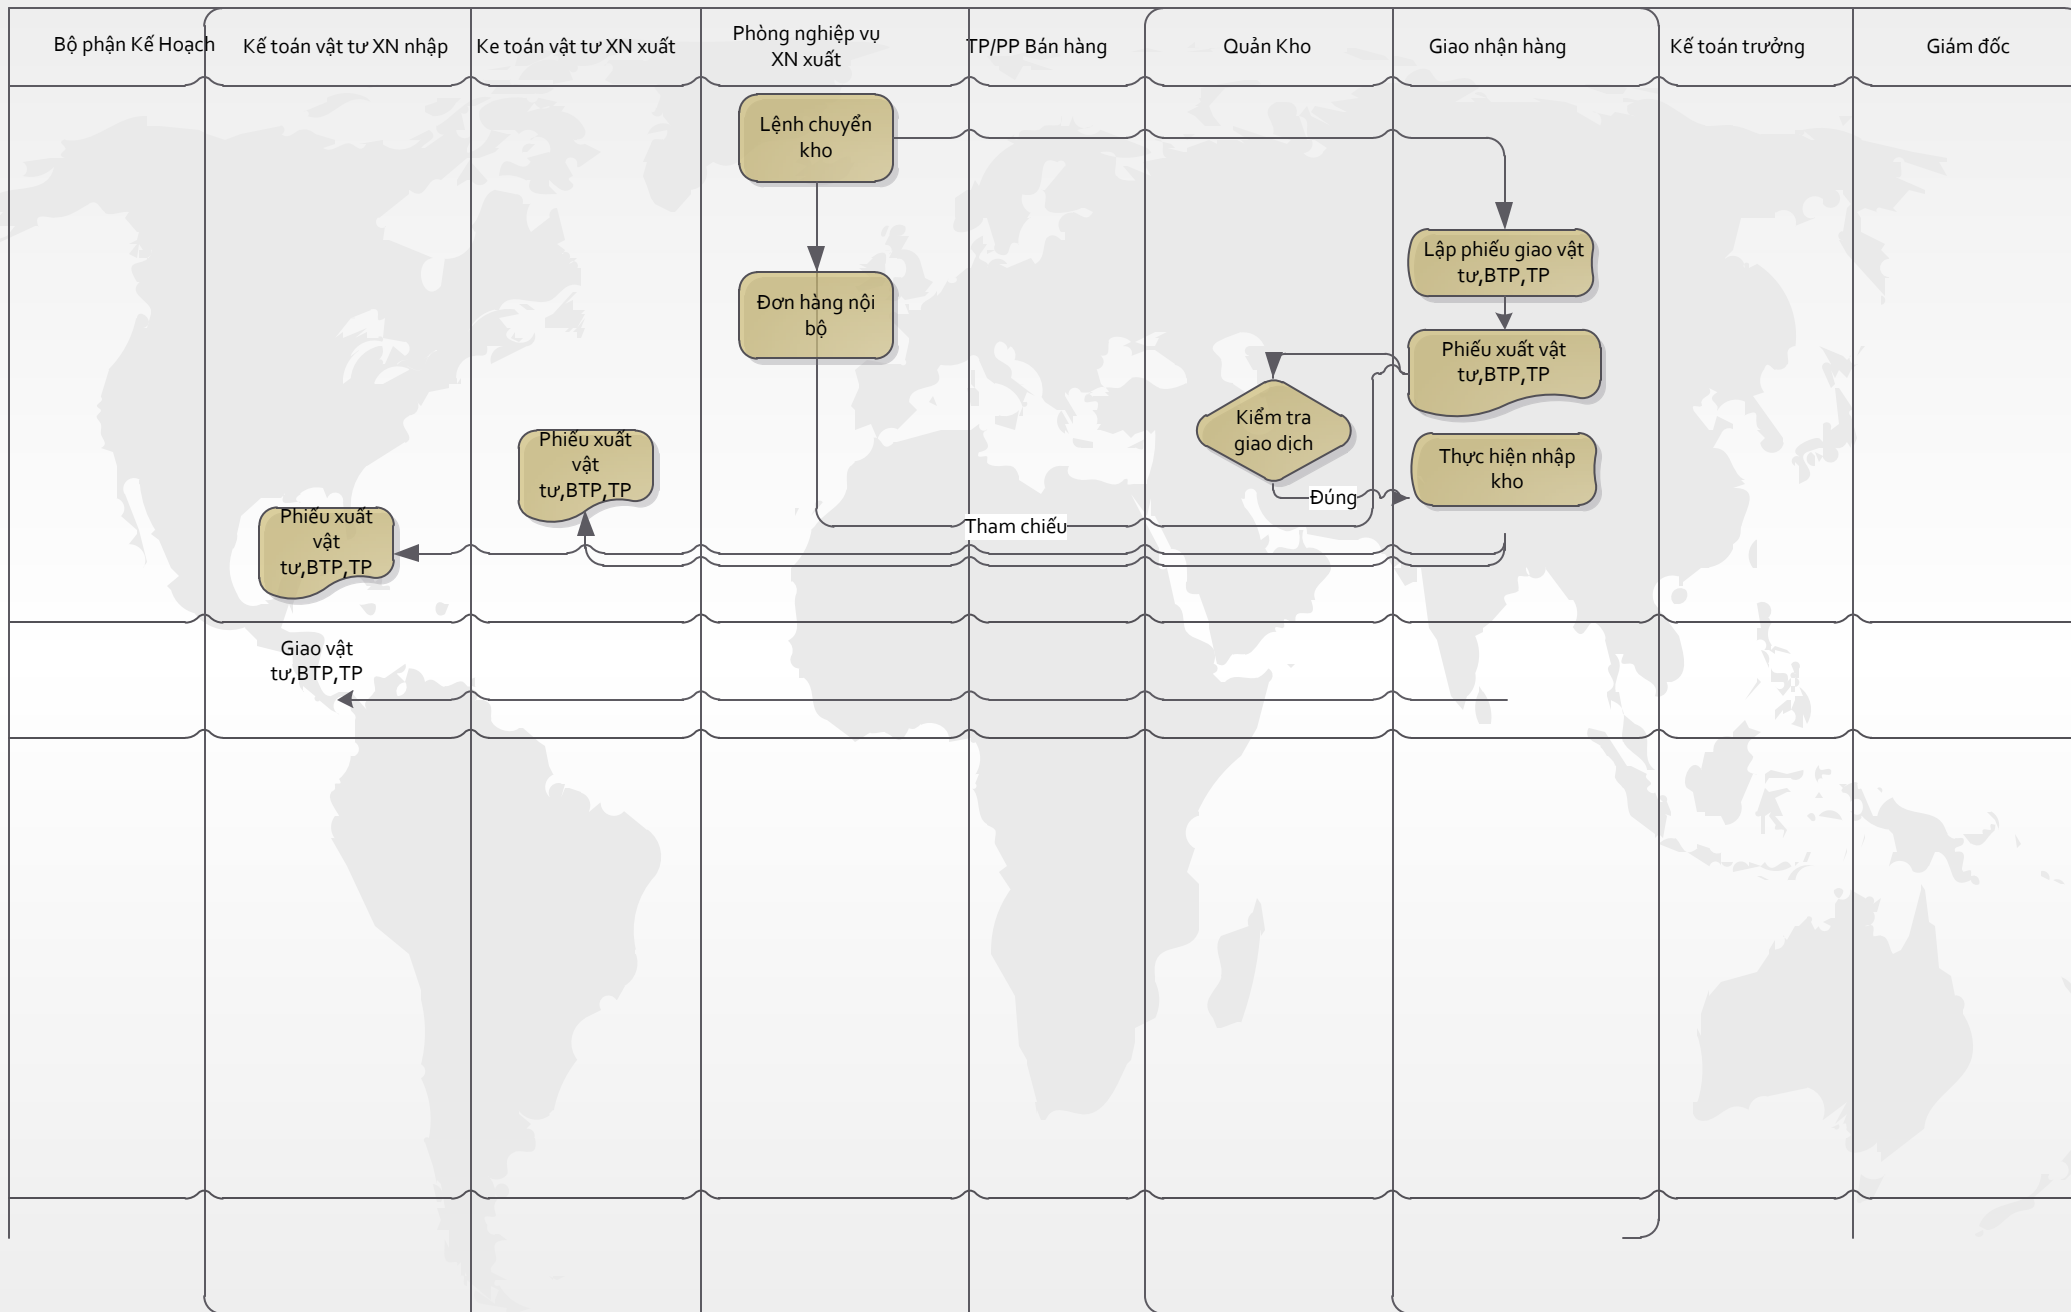 Bộ phận Kế Hoạch
Kế toán vật tư XN nhập
Ke toán vật tư XN xuất
Phòng nghiệp vụ
XN xuất
TP/PP Bán hàng
Quản Kho
Giao nhận hàng
Kế toán trưởng
Giám đốc
Lệnh chuyển
kho
Lập phiếu giao vật
tư,BTP,TP
Đơn hàng nội
bộ
Phiếu xuất vật
tư,BTP,TP
Kiểm tra
giao dịch
Phiếu xuất
vật
tư,BTP,TP
Thực hiện nhập
kho
Đúng
Tham chiếu
Phiếu xuất
vật
tư,BTP,TP
Giao vật
tư,BTP,TP